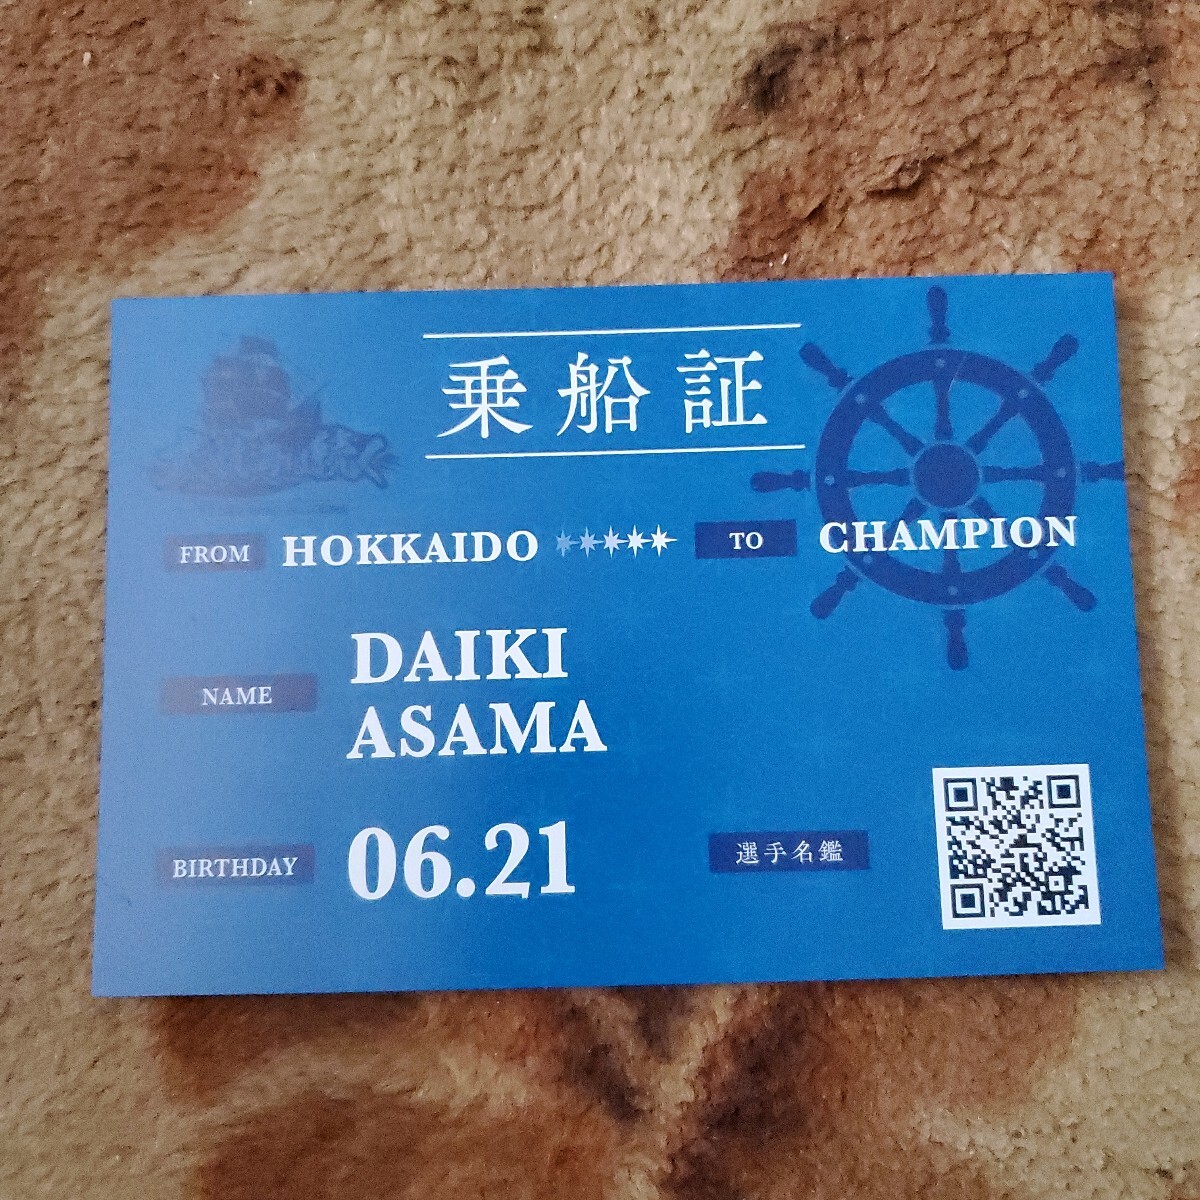 乗船証
FROM HOKKAIDO TO CHAMPION
NAME DAIKI
ASAMA
BIRTHDAY 06.21 選手名鑑